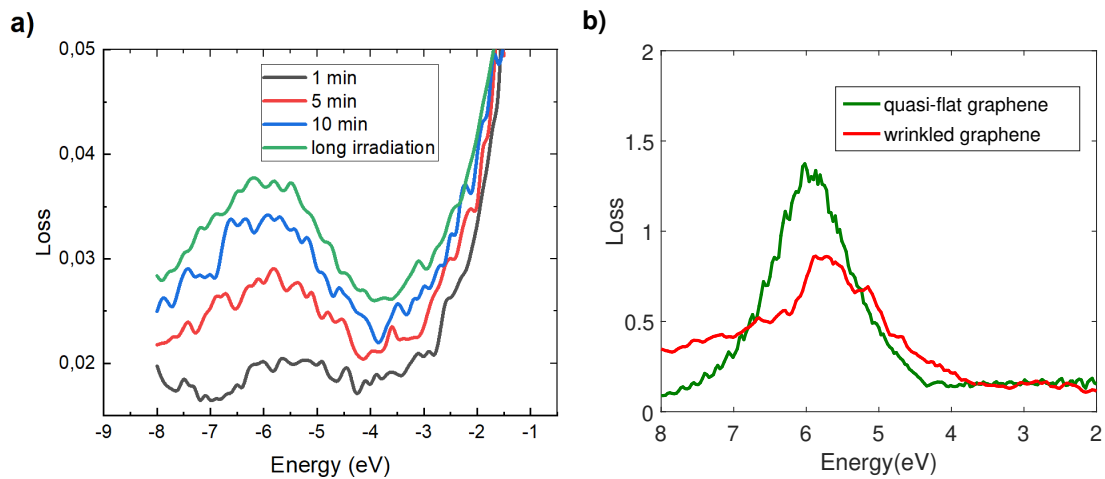 a)
0,05
0,04
0,03
0,02
Loss
1 min
5 min
10 min
long irradiation
-9 -8 -7 -6 -5 -4 -3 -2 -1
Energy (eV)
b)
2
1.5
1
0.5
0
Loss
quasi-flat graphene
wrinkled graphene
8 7 6 5 4 3 2
Energy(eV)